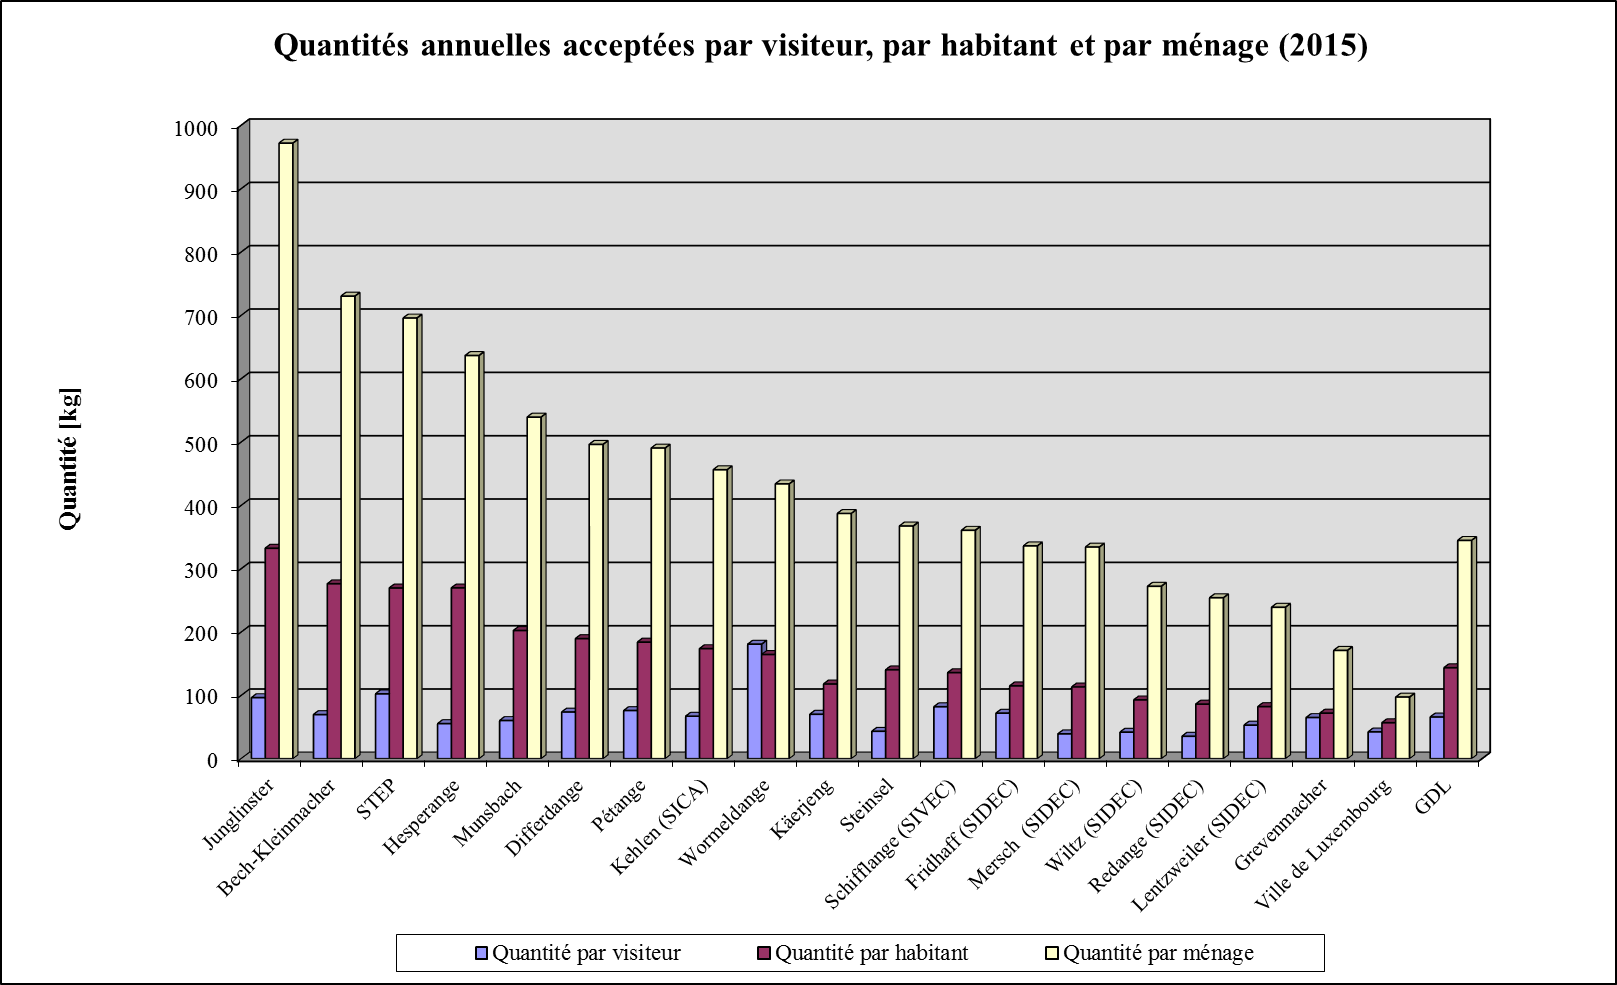 Quantités annuelles acceptées par visiteur, par habitant et par ménage (2015)
Quantité [kg]
1000
900
800
700
600
500
400
300
200
100
0
Junglinster
Bech-Kleinmacher
STEP
Hesperange
Munsbach
Differdange
Pétange
Kehlen (SICA)
Wormeldange
Käerjeng
Steinsel
Schifflange (SIVEC)
Fridhaff (SIDEC)
Mersch (SIDEC)
Wiltz (SIDEC)
Redange (SIDEC)
Lentzweiler (SIDEC)
Grevenmacher
Ville de Luxembourg
GDL
Quantité par visiteur
Quantité par habitant
Quantité par ménage